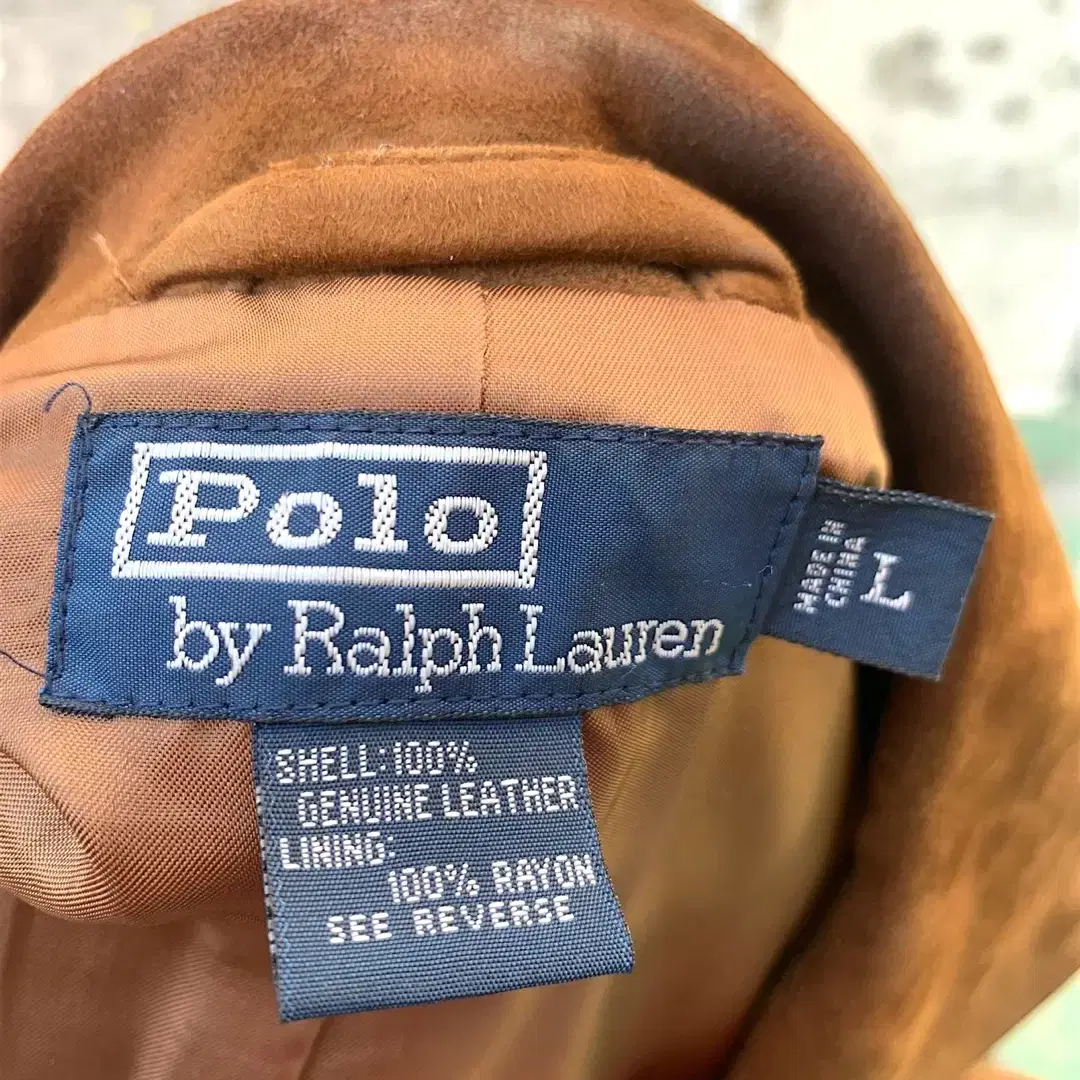 Polo
by Ralph Lauren
MADE IN
CHINA
L
SHELL:100%
GENUINE LEATHER
LINING:
100% RAYON
SEE REVERSE